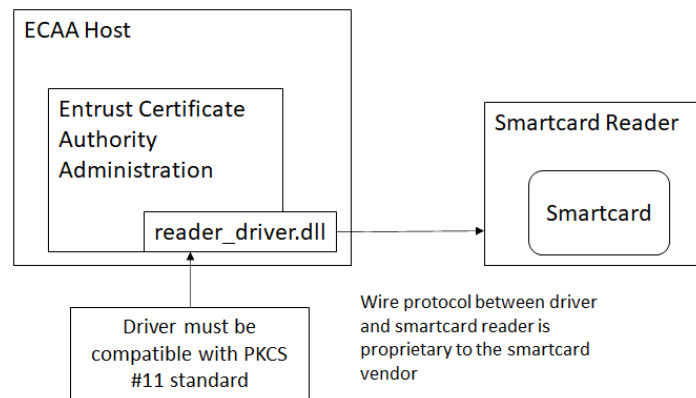 ECAA Host
Entrust Certificate
Authority
Administration
reader_driver.dll
Smartcard Reader
Smartcard
Driver must be
compatible with PKCS
#11 standard
Wire protocol between driver
and smartcard reader is
proprietary to the smartcard
vendor